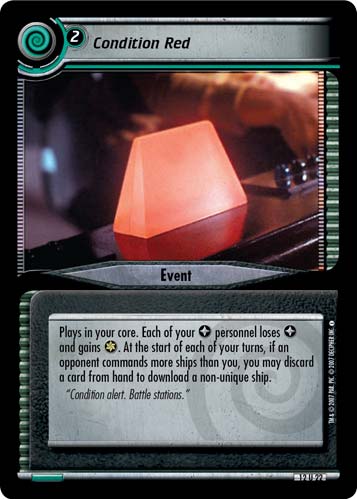 2
Condition Red
Event
Plays in your core. Each of your personnel loses
and gains . At the start of each of your turns, if an
opponent commands more ships than you, you may discard
a card from hand to download a non-unique ship.
“Condition alert. Battle stations.”
TM & © 2007 PAR. PIC. © 2007 DECIPHER INC.
12 U 22